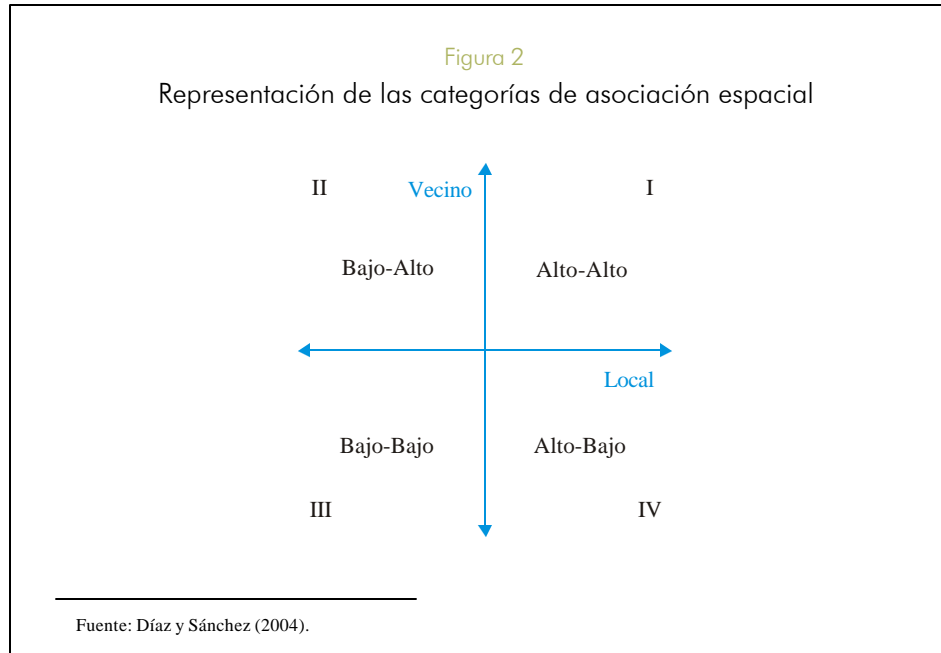 Figura 2
Representación de las categorías de asociación espacial
II Vecino I
Bajo-Alto Alto-Alto
Local
Bajo-Bajo Alto-Bajo
III IV
Fuente: Díaz y Sánchez (2004).